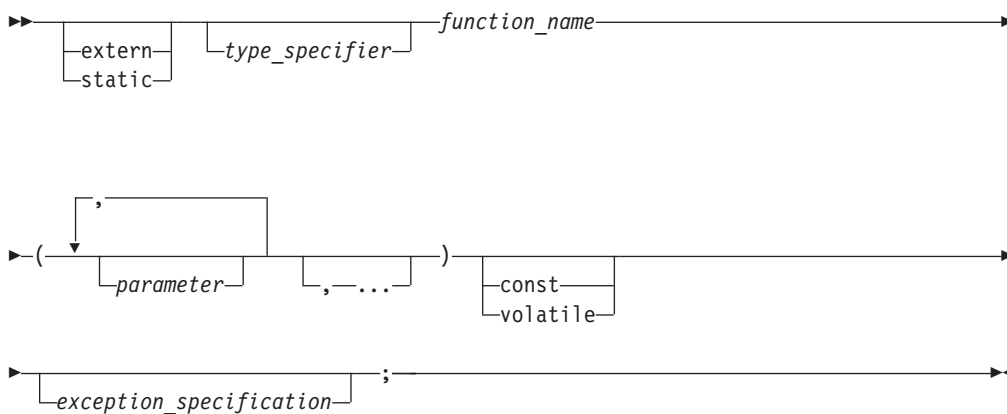 function_name
extern type_specifier
static
,
( )
parameter , ... const
volatile
;
exception_specification